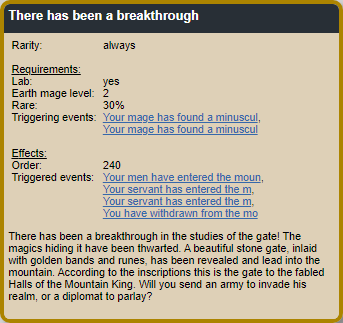 There has been a breakthrough
Rarity: always
Requirements:
Lab: yes
Earth mage level: 2
Rare: 30%
Triggering events: Your mage has found a minuscul,
Your mage has found a minuscul
Effects:
Order: 240
Triggered events: Your men have entered the moun,
Your servant has entered the m,
Your servant has entered the m,
You have withdrawn from the mo
There has been a breakthrough in the studies of the gate! The
magics hiding it have been thwarted. A beautiful stone gate, inlaid
with golden bands and runes, has been revealed and lead into the
mountain. According to the inscriptions this is the gate to the fabled
Halls of the Mountain King. Will you send an army to invade his
realm, or a diplomat to parlay?